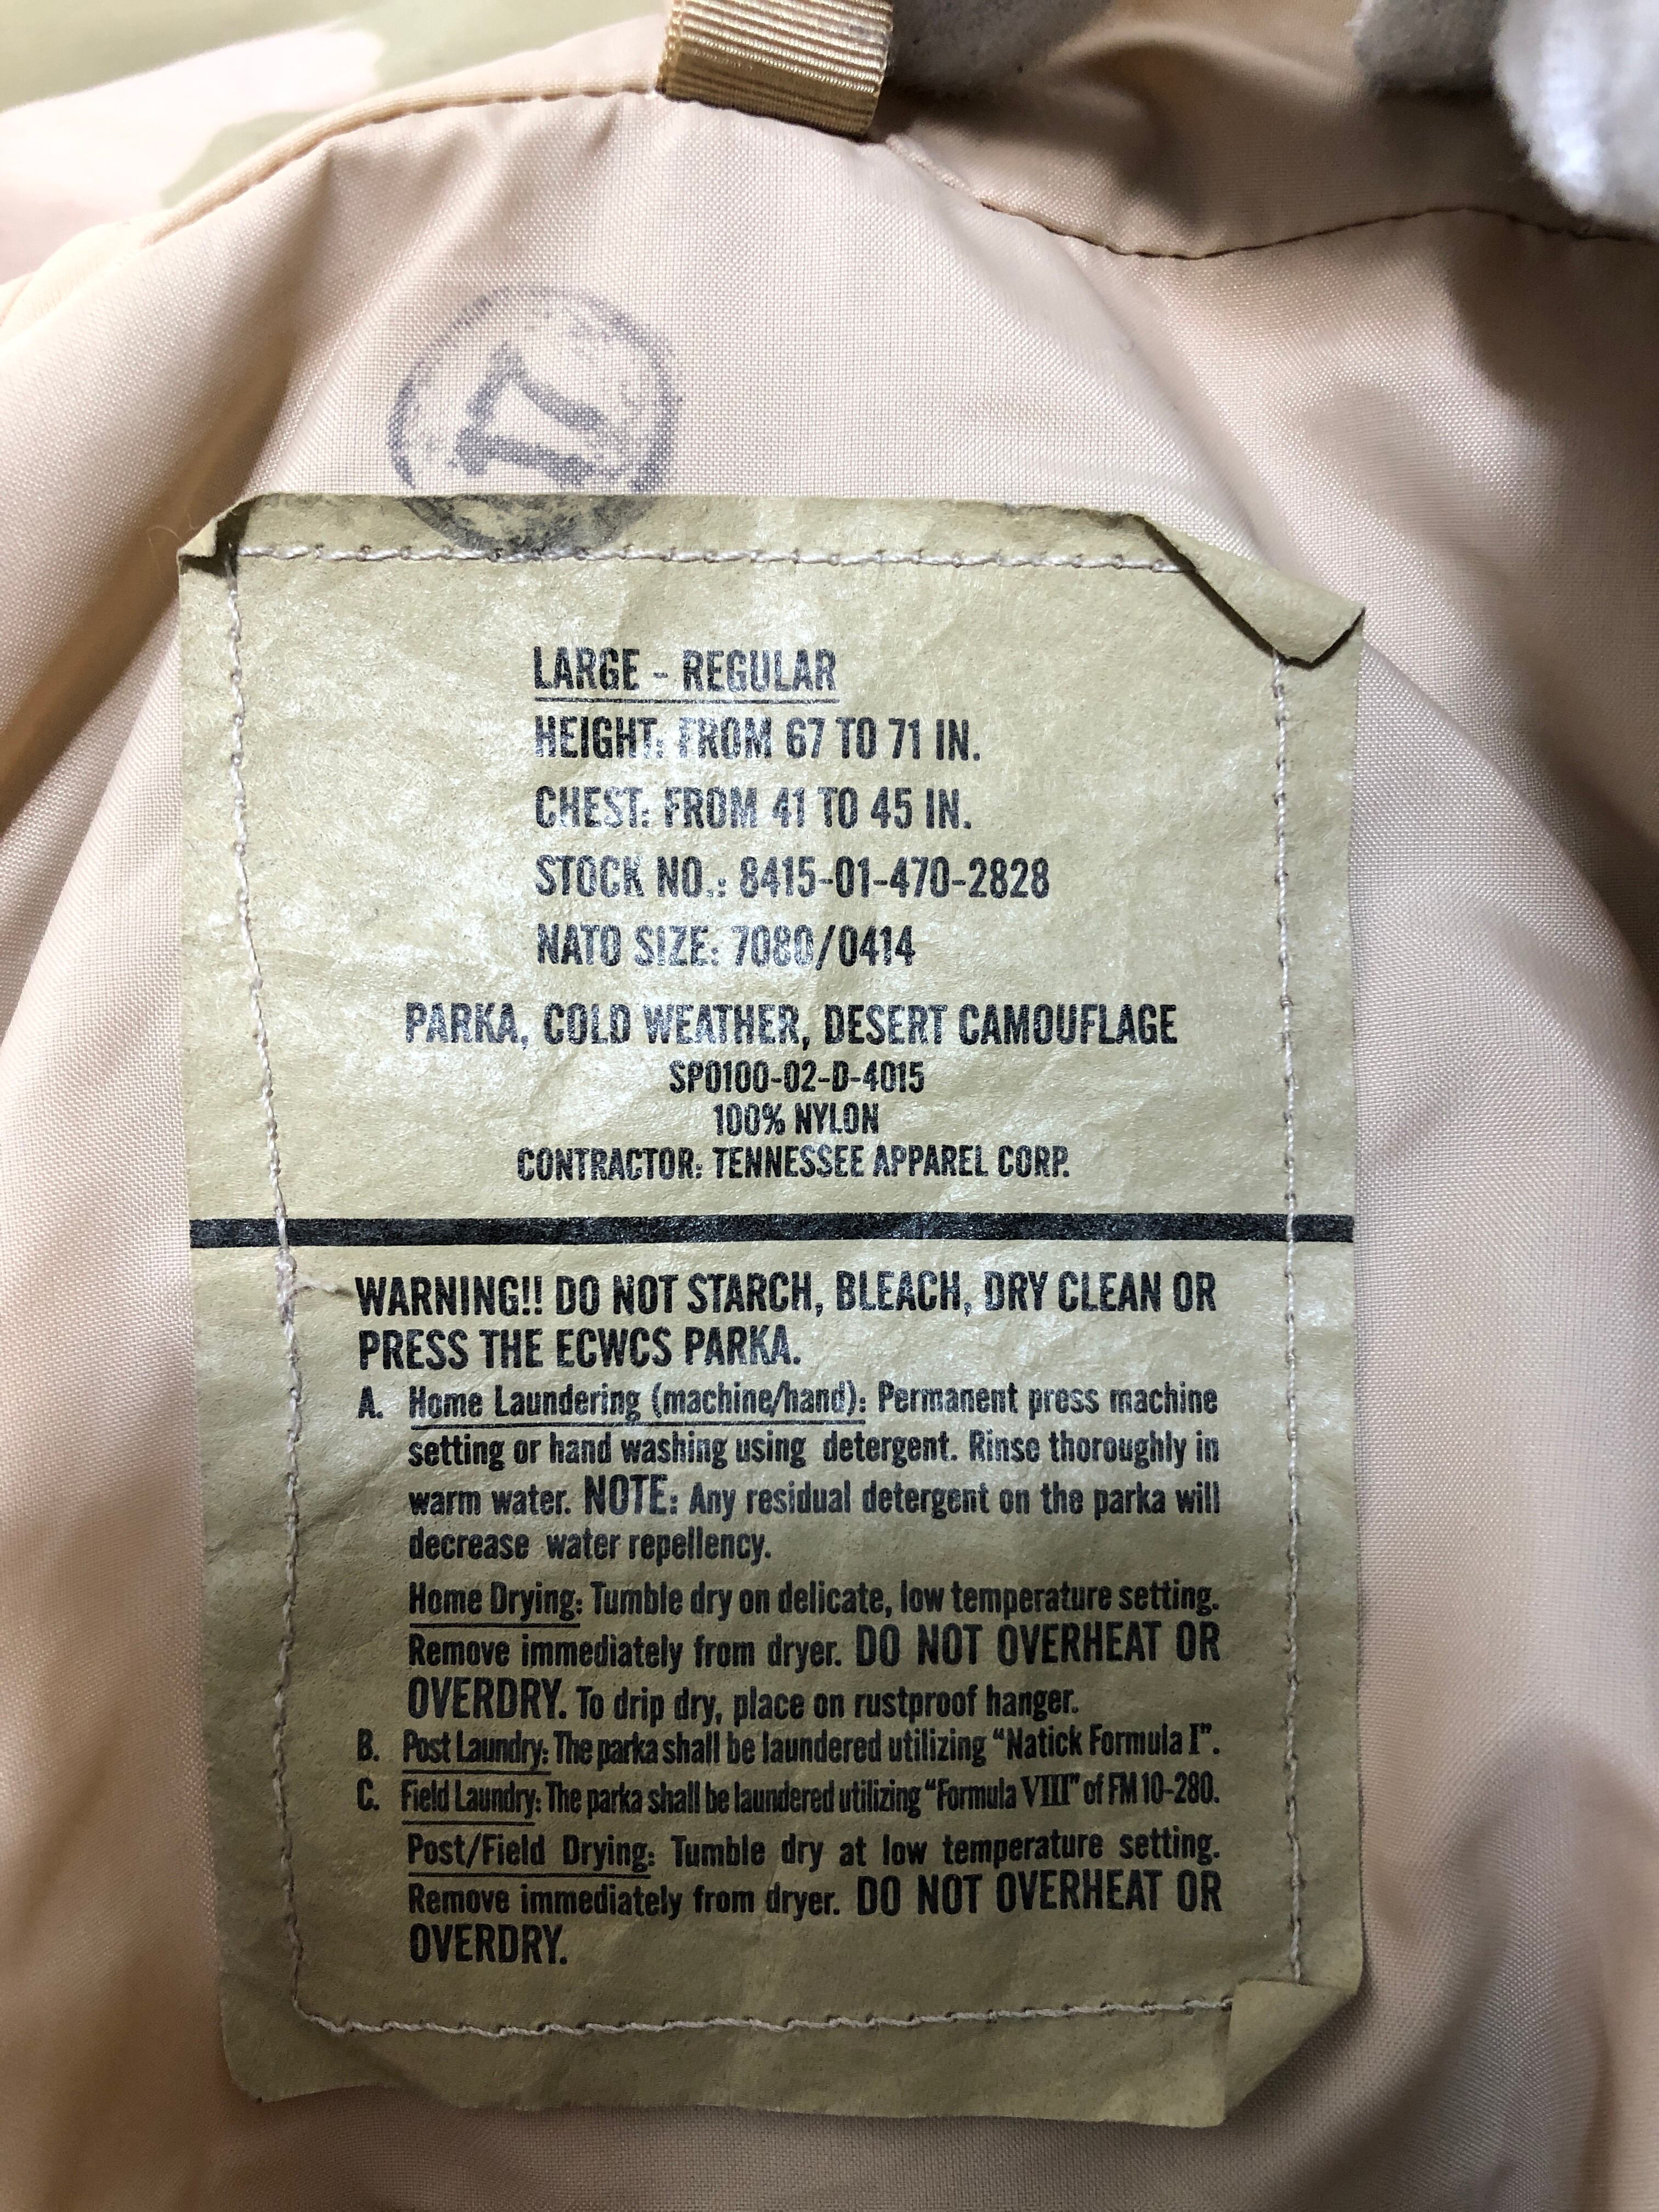 LARGE - REGULAR
HEIGHT: FROM 67 TO 71 IN.
CHEST: FROM 41 TO 45 IN.
STOCK NO.: 8415-01-470-2828
NATO SIZE: 7080/0414
PARKA, COLD WEATHER, DESERT CAMOUFLAGE
SP0100-02-D-4015
100% NYLON
CONTRACTOR: TENNESSEE APPAREL CORP.
WARNING!! DO NOT STARCH, BLEACH, DRY CLEAN OR
PRESS THE ECWCS PARKA.
A. Home Laundering (machine/hand): Permanent press machine
setting or hand washing using detergent. Rinse thoroughly in
warm water. NOTE: Any residual detergent on the parka will
decrease water repellency.
Home Drying: Tumble dry on delicate, low temperature setting.
Remove immediately from dryer. DO NOT OVERHEAT OR
OVERDRY. To drip dry, place on rustproof hanger.
B. Post Laundry: The parka shall be laundered utilizing “Natick Formula I”.
C. Field Laundry: The parka shall be laundered utilizing “Formula VIII” of FM 10-280.
Post/Field Drying: Tumble dry at low temperature setting.
Remove immediately from dryer. DO NOT OVERHEAT OR
OVERDRY.